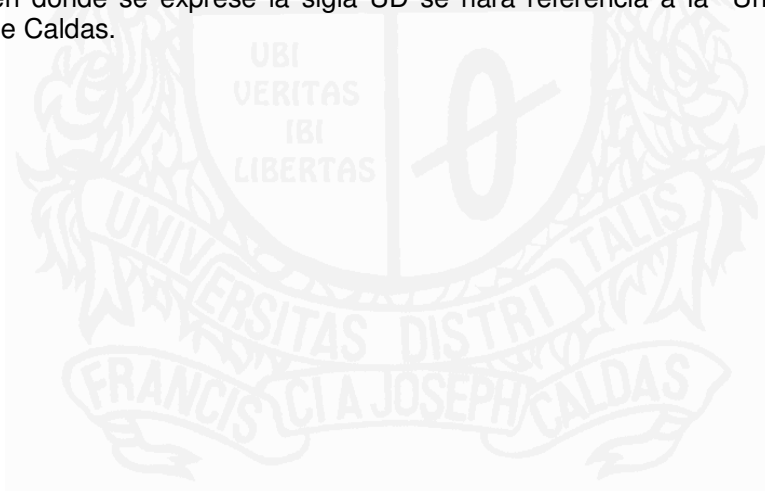 en donde se exprese la sigla UD se hará referencia a la "Un
e Caldas.
UBI
VERITAS
IBI
LIBERTAS
UNIVERSITAS DISTRITALIS
FRANCISCI A JOSEPH CALDAS